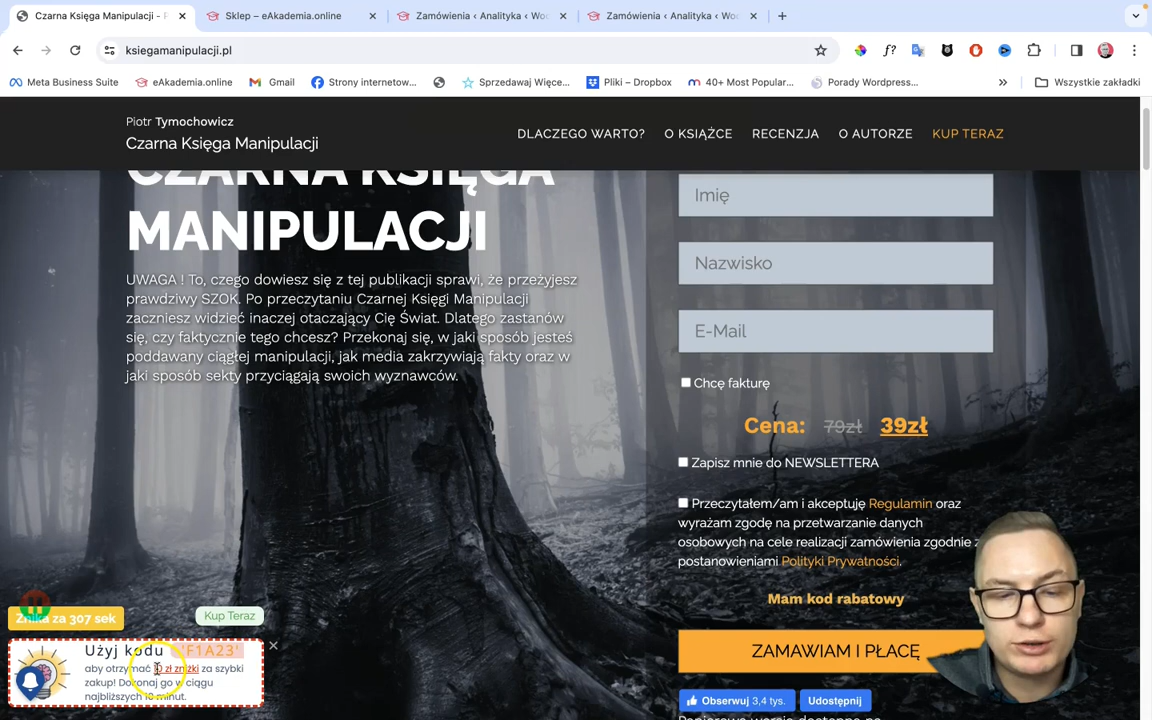 Czarna Księga Manipulacji - P
Sklep – eAkademia.online
Zamówienia ‹ Analityka ‹ Woo
Zamówienia ‹ Analityka ‹ Woo
ksiegamanipulacji.pl
Meta Business Suite
eAkademia.online
Gmail
Strony internetow...
Sprzedawaj Więce...
Pliki – Dropbox
40+ Most Popular...
Porady Wordpress...
Wszystkie zakładki
Piotr Tymochowicz
Czarna Księga Manipulacji
DLACZEGO WARTO?
O KSIĄŻCE
RECENZJA
O AUTORZE
KUP TERAZ
CZARNA KSIĘGA
MANIPULACJI
UWAGA ! To, czego dowiesz się z tej publikacji sprawi, że przeżyjesz
prawdziwy SZOK. Po przeczytaniu Czarnej Księgi Manipulacji
zaczniesz widzieć inaczej otaczający Cię Świat. Dlatego zastanów
się, czy faktycznie tego chcesz? Przekonaj się, w jaki sposób jesteś
poddawany ciągłej manipulacji, jak media zakrzywiają fakty oraz w
jaki sposób sekty przyciągają swoich wyznawców.
Imię
Nazwisko
E-Mail
Chcę fakturę
Cena: 79zł 39zł
Zapisz mnie do NEWSLETTERA
Przeczytałem/am i akceptuję Regulamin oraz
wyrażam zgodę na przetwarzanie danych
osobowych na cele realizacji zamówienia zgodnie z
postanowieniami Polityki Prywatności.
Mam kod rabatowy
ZAMAWIAM I PŁACĘ
Obserwuj 3,4 tys.
Udostępnij
Znika za 307 sek
Kup Teraz
Użyj kodu 'F1A23'
aby otrzymać 10 zł zniżki za szybki
zakup! Dokonaj go w ciągu
najbliższych 10 minut.